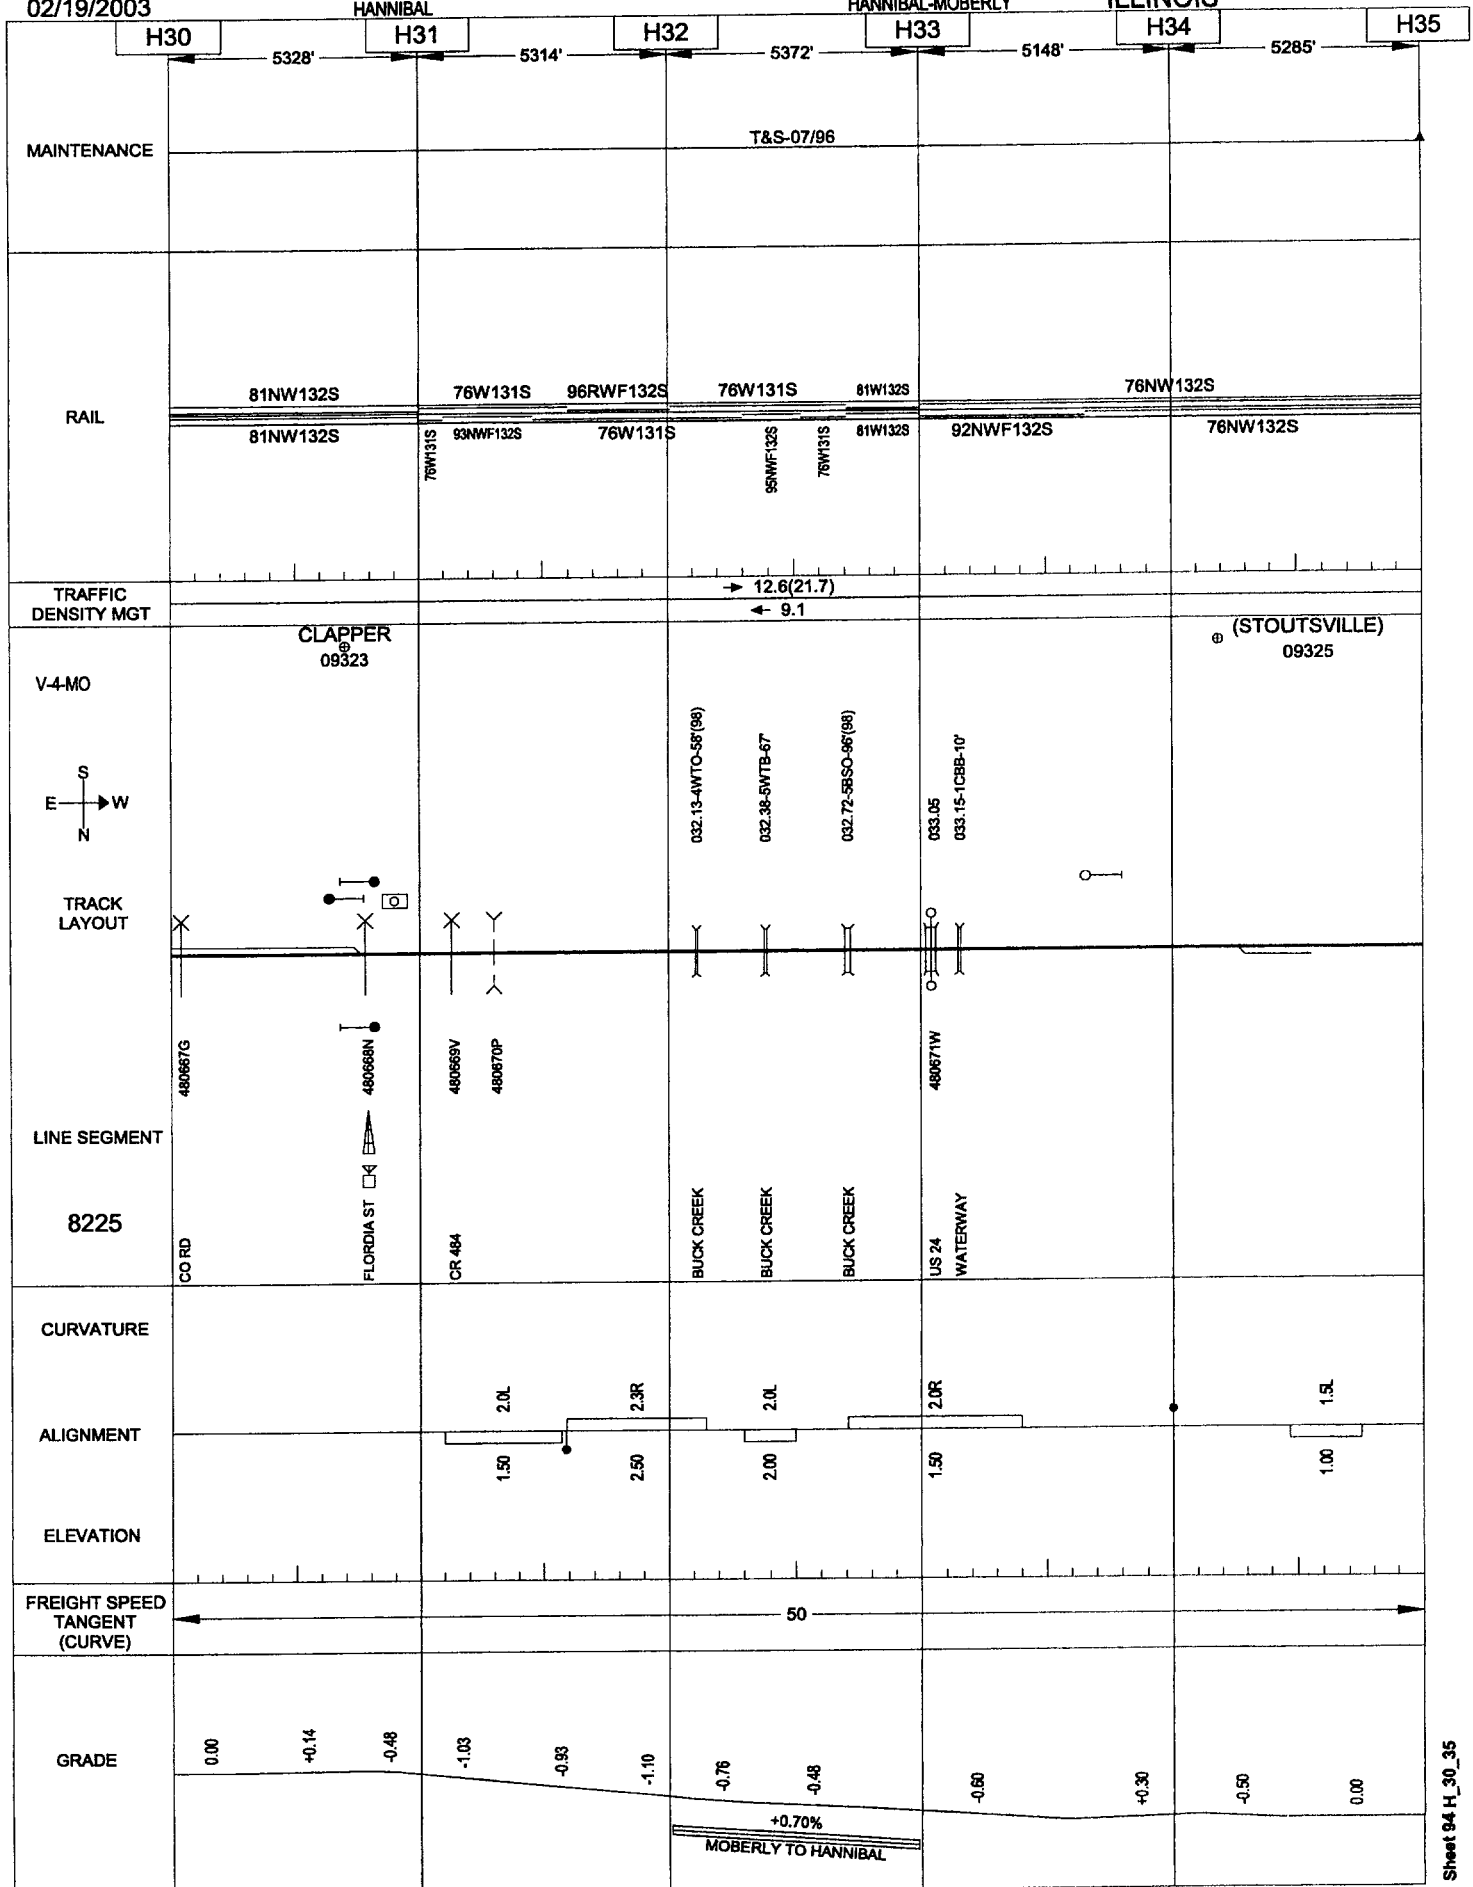 02/19/2003
HANNIBAL
HANNIBAL-MOBERLY
ILLINOIS
H30
H31
H32
H33
H34
H35
5328'
5314'
5372'
5148'
5285'
MAINTENANCE
T&S-07/96
RAIL
81NW132S
76W131S
96RWF132S
76W131S
81W132S
76NW132S
81NW132S
76W131S
93NWF132S
76W131S
95NWF132S
76W131S
81W132S
92NWF132S
76NW132S
TRAFFIC
DENSITY MGT
12.6(21.7)
9.1
CLAPPER
09323
(STOUTSVILLE)
09325
V-4-MO
S
E
W
N
032.13-4WTO-58'(98)
032.38-5WTB-67'
032.72-5BSO-96'(98)
033.05
033.15-1CBB-10'
TRACK
LAYOUT
480667G
480668N
480669V
480670P
480671W
LINE SEGMENT
8225
CO RD
FLORDIA ST
CR 484
BUCK CREEK
BUCK CREEK
BUCK CREEK
US 24
WATERWAY
CURVATURE
2.0L
2.3R
2.0L
2.0R
1.5L
ALIGNMENT
1.50
2.50
2.00
1.50
1.00
ELEVATION
FREIGHT SPEED
TANGENT
(CURVE)
50
GRADE
0.00
+0.14
-0.48
-1.03
-0.93
-1.10
-0.76
-0.48
-0.60
+0.30
-0.50
0.00
+0.70%
MOBERLY TO HANNIBAL
Sheet 94 H_30_35